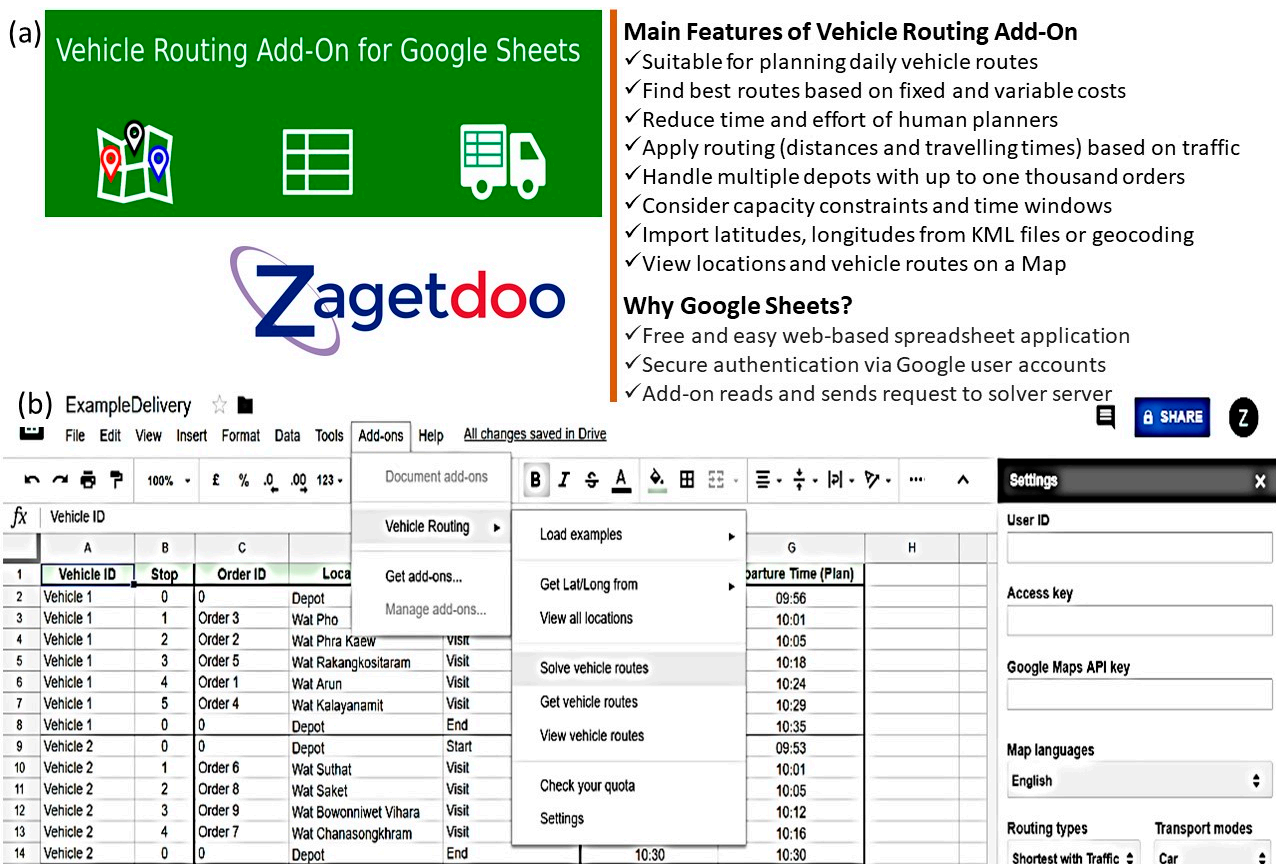 (a)
Vehicle Routing Add-On for Google Sheets
Zagetdoo
Main Features of Vehicle Routing Add-On
✓Suitable for planning daily vehicle routes
✓Find best routes based on fixed and variable costs
✓Reduce time and effort of human planners
✓Apply routing (distances and travelling times) based on traffic
✓Handle multiple depots with up to one thousand orders
✓Consider capacity constraints and time windows
✓Import latitudes, longitudes from KML files or geocoding
✓View locations and vehicle routes on a Map
Why Google Sheets?
✓Free and easy web-based spreadsheet application
✓Secure authentication via Google user accounts
✓Add-on reads and sends request to solver server
(b)
ExampleDelivery
SHARE
Z
File Edit View Insert Format Data Tools Add-ons Help All changes saved in Drive
100% £ % .0 .00 123 B I S A
fx Vehicle ID
A B C G H
1 Vehicle ID Stop Order ID Loca parture Time (Plan)
2 Vehicle 1 0 0 Depot 09:56
3 Vehicle 1 1 Order 3 Wat Pho 10:01
4 Vehicle 1 2 Order 2 Wat Phra Kaew Visit 10:05
5 Vehicle 1 3 Order 5 Wat Rakangkositaram Visit 10:18
6 Vehicle 1 4 Order 1 Wat Arun Visit 10:24
7 Vehicle 1 5 Order 4 Wat Kalayanamit Visit 10:29
8 Vehicle 1 0 0 Depot End 10:35
9 Vehicle 2 0 0 Depot Start 09:53
10 Vehicle 2 1 Order 6 Wat Suthat Visit 10:01
11 Vehicle 2 2 Order 8 Wat Saket Visit 10:05
12 Vehicle 2 3 Order 9 Wat Bowonniwet Vihara Visit 10:12
13 Vehicle 2 4 Order 7 Wat Chanasongkhram Visit 10:16
14 Vehicle 2 0 0 Depot End 10:30 10:30
Document add-ons
Vehicle Routing
Get add-ons...
Manage add-ons...
Load examples
Get Lat/Long from
View all locations
Solve vehicle routes
Get vehicle routes
View vehicle routes
Check your quota
Settings
Settings X
User ID
Access key
Google Maps API key
Map languages
English
Routing types Transport modes
Shortest with Traffic Car